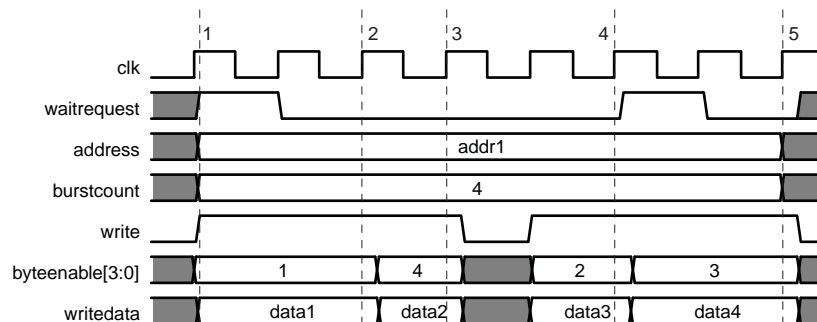 1 2 3 4 5
clk
waitrequest
address addr1
burstcount 4
write
byteenable[3:0] 1 4 2 3
writedata data1 data2 data3 data4